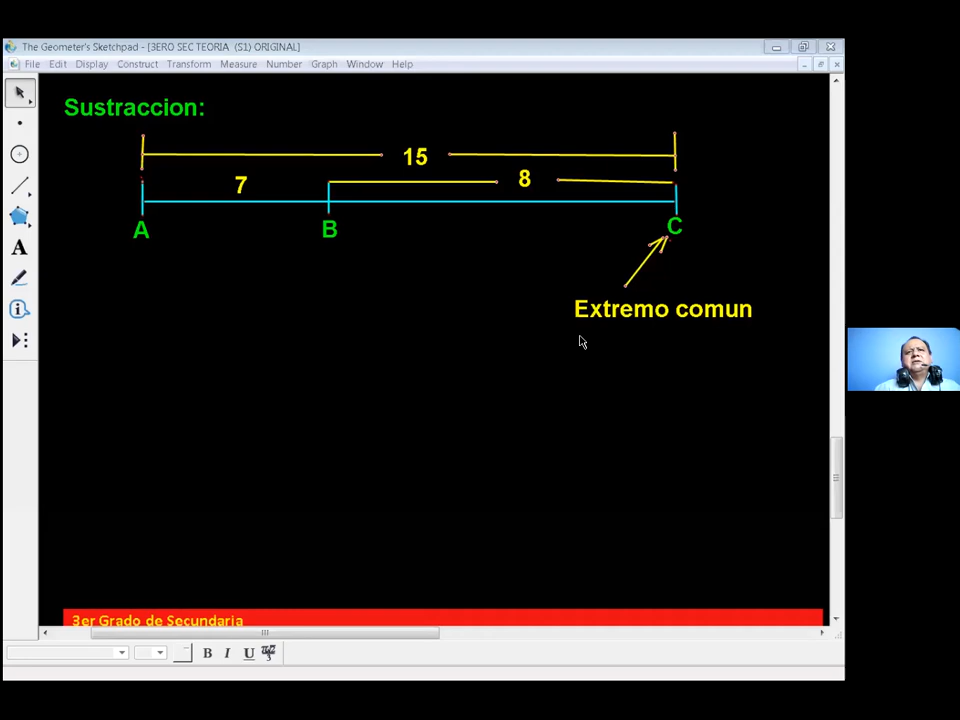 The Geometer's Sketchpad - [3ERO SEC TEORIA (S1) ORIGINAL]
File Edit Display Construct Transform Measure Number Graph Window Help
Sustraccion:
15
7
8
A
B
C
Extremo comun
A
3er Grado de Secundaria
B I U